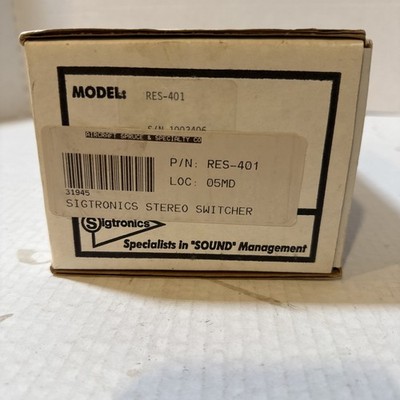 MODEL: RES-401
S/N 1003406
AIRCRAFT SPRUCE & SPECIALTY CO
P/N: RES-401
LOC: 05MD
31945
SIGTRONICS STEREO SWITCHER
Sigtronics
Specialists in "SOUND" Management